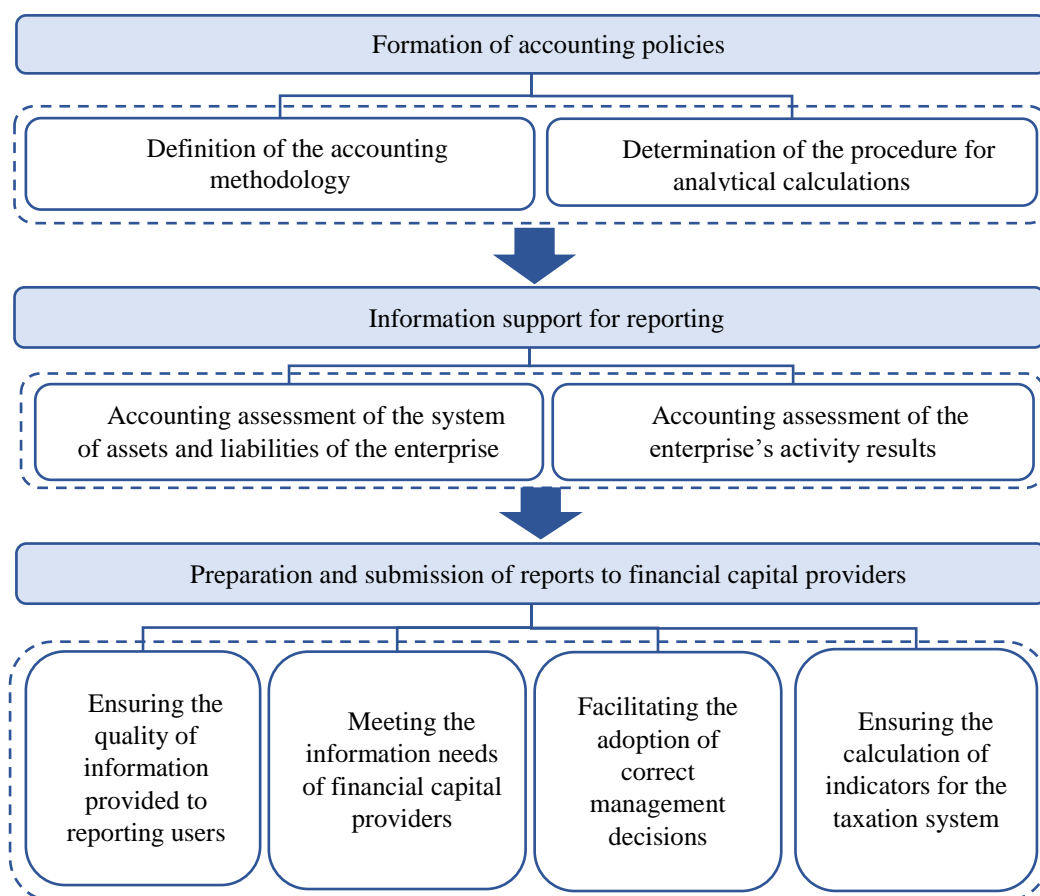 Formation of accounting policies
Definition of the accounting
methodology
Determination of the procedure for
analytical calculations
Information support for reporting
Accounting assessment of the system
of assets and liabilities of the enterprise
Accounting assessment of the
enterprise’s activity results
Preparation and submission of reports to financial capital providers
Ensuring the
quality of
information
provided to
reporting users
Meeting the
information needs
of financial capital
providers
Facilitating the
adoption of
correct
management
decisions
Ensuring the
calculation of
indicators for the
taxation system